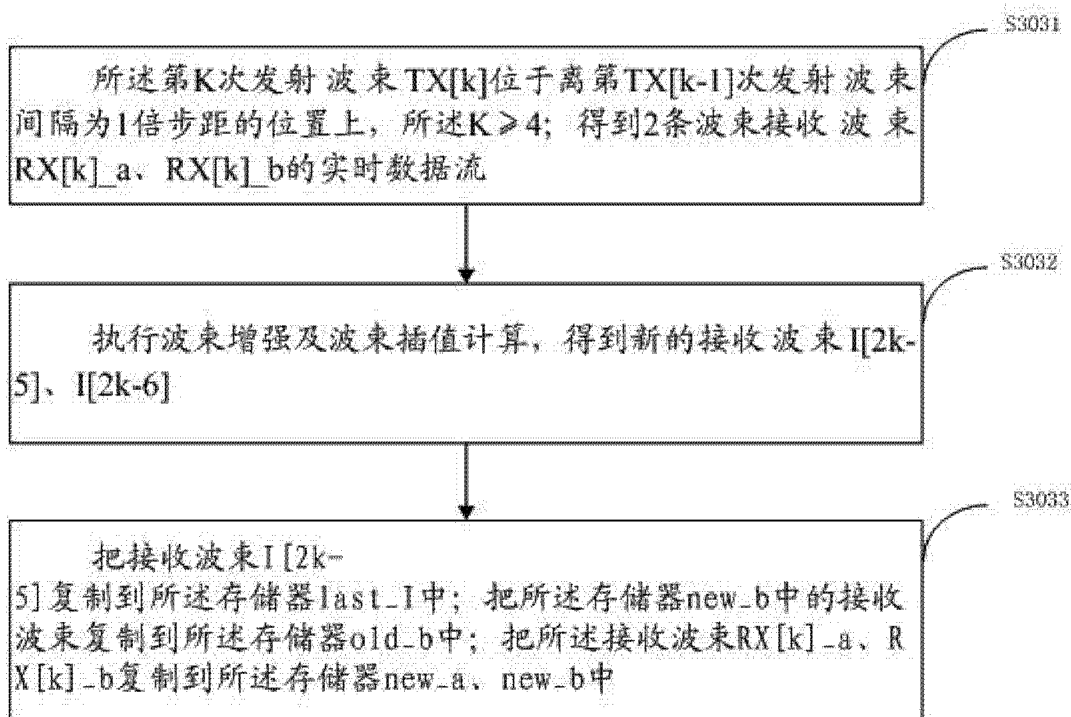 S3031
所述第K次发射波束TX[k]位于离第TX[k-1]次发射波束
间隔为1倍步距的位置上，所述K≥4；得到2条波束接收波束
RX[k]_a、RX[k]_b的实时数据流
S3032
执行波束增强及波束插值计算，得到新的接收波束I[2k-
5]、I[2k-6]
S3033
把接收波束I[2k-
5]复制到所述存储器last_I中；把所述存储器new_b中的接收
波束复制到所述存储器old_b中；把所述接收波束RX[k]_a、R
X[k]_b复制到所述存储器new_a、new_b中